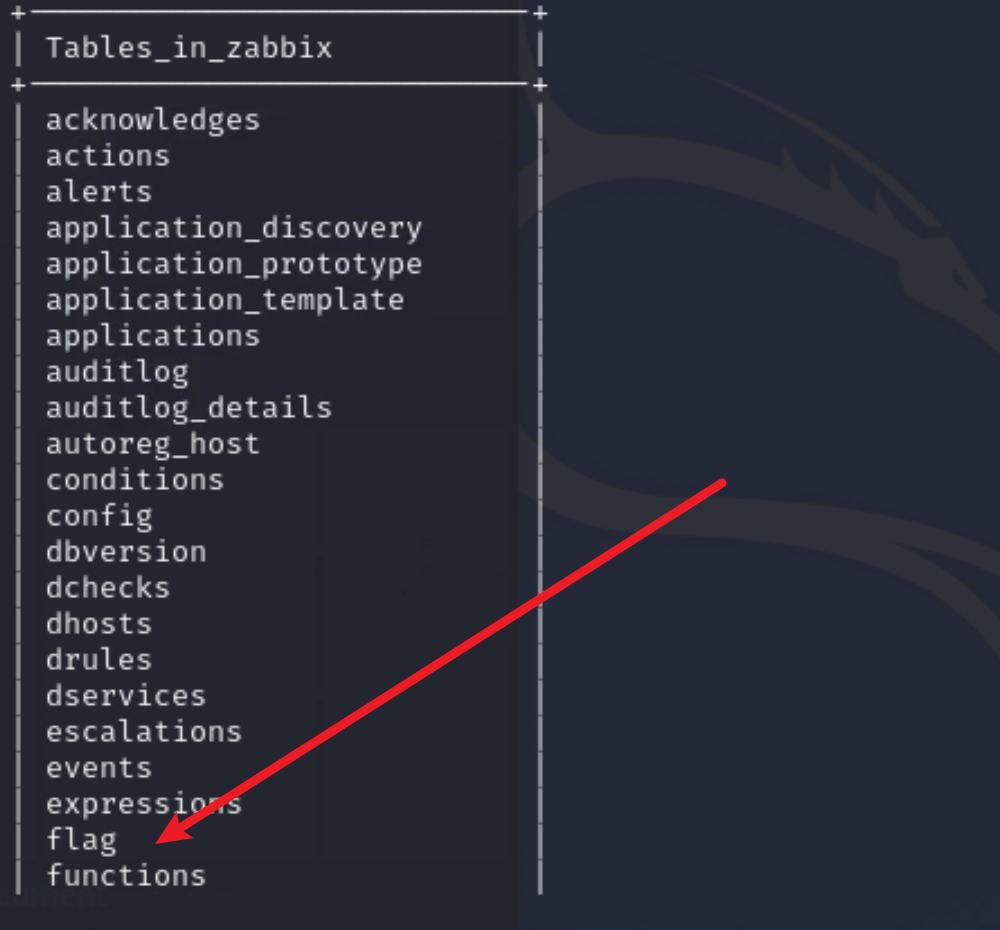 Tables_in_zabbix
acknowledges
actions
alerts
application_discovery
application_prototype
application_template
applications
auditlog
auditlog_details
autoreg_host
conditions
config
dbversion
dchecks
dhosts
drules
dservices
escalations
events
expressions
flag
functions